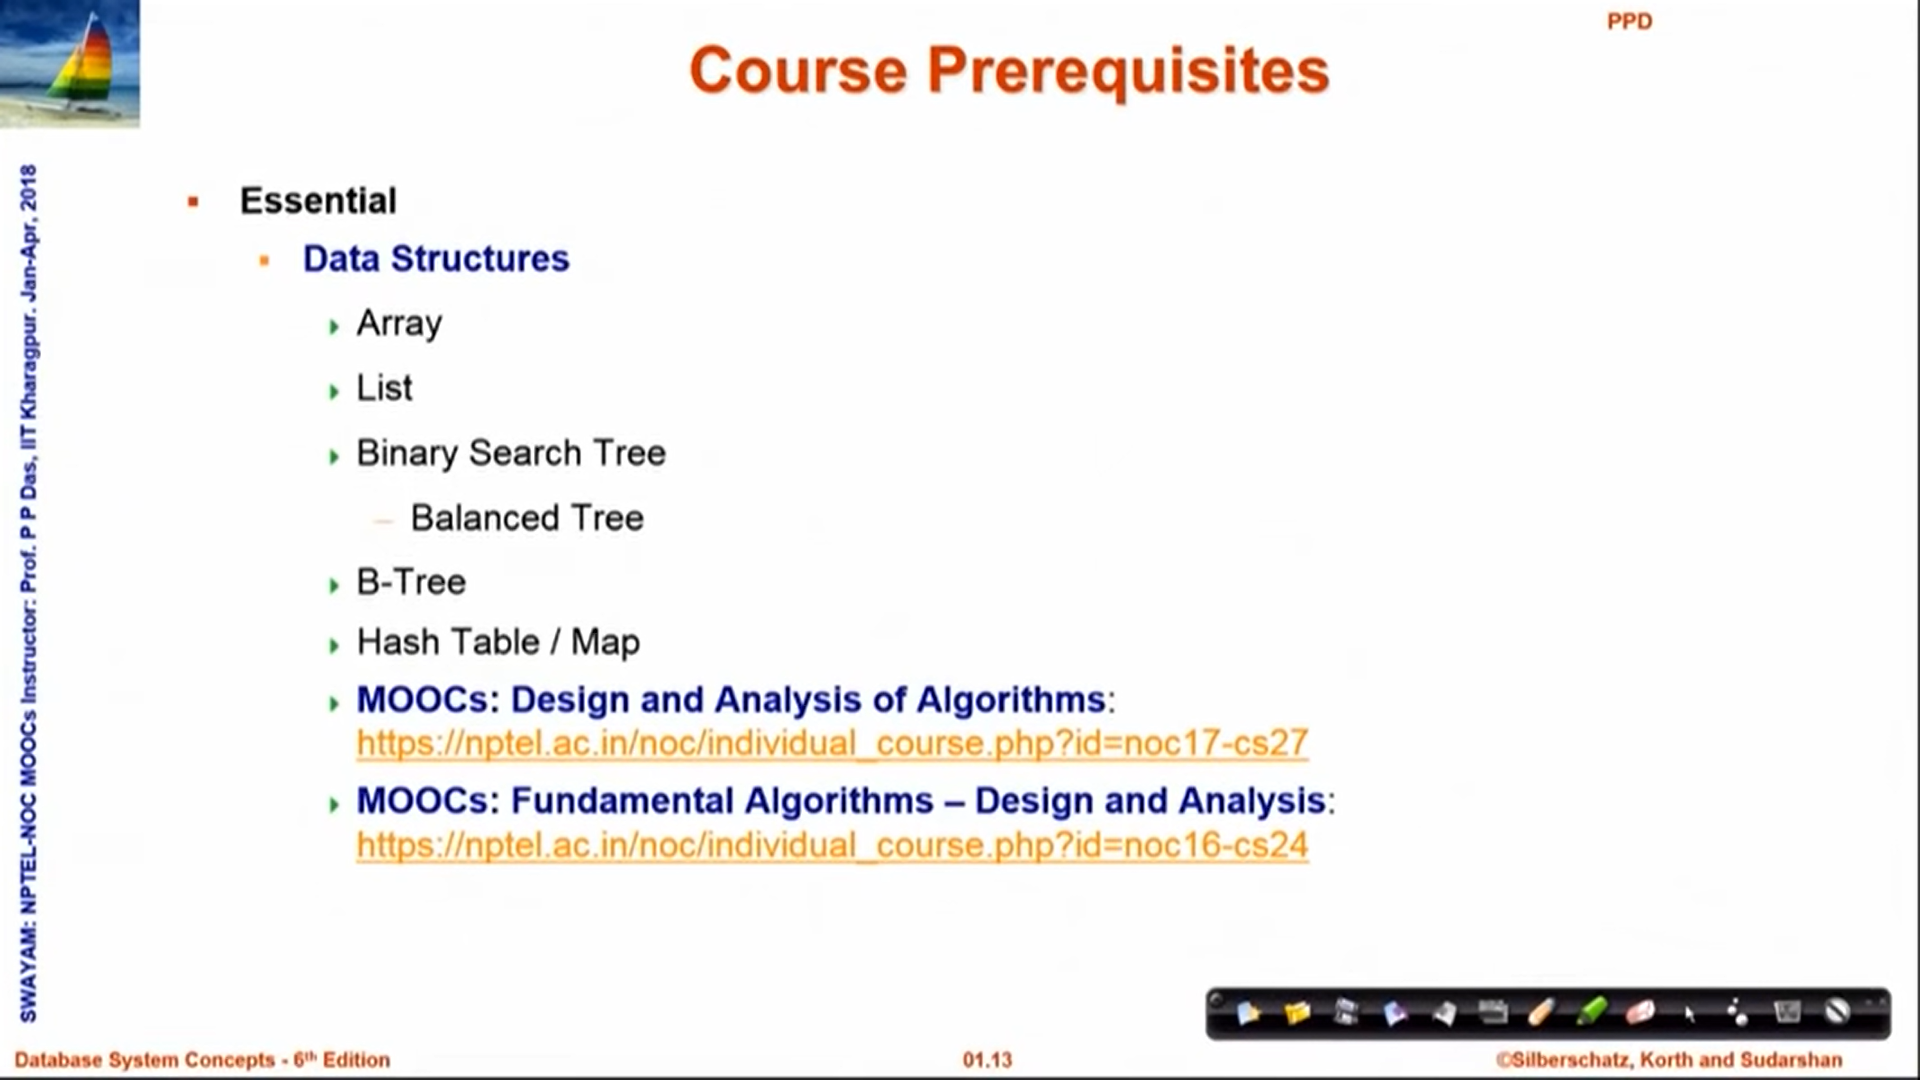 PPD
Course Prerequisites
Essential
Data Structures
Array
List
Binary Search Tree
– Balanced Tree
B-Tree
Hash Table / Map
MOOCs: Design and Analysis of Algorithms:
https://nptel.ac.in/noc/individual_course.php?id=noc17-cs27
MOOCs: Fundamental Algorithms – Design and Analysis:
https://nptel.ac.in/noc/individual_course.php?id=noc16-cs24
SWAYAM: NPTEL-NOC MOOCs Instructor: Prof. P P Das, IIT Kharagpur. Jan-Apr, 2018
Database System Concepts - 6th Edition
01.13
©Silberschatz, Korth and Sudarshan